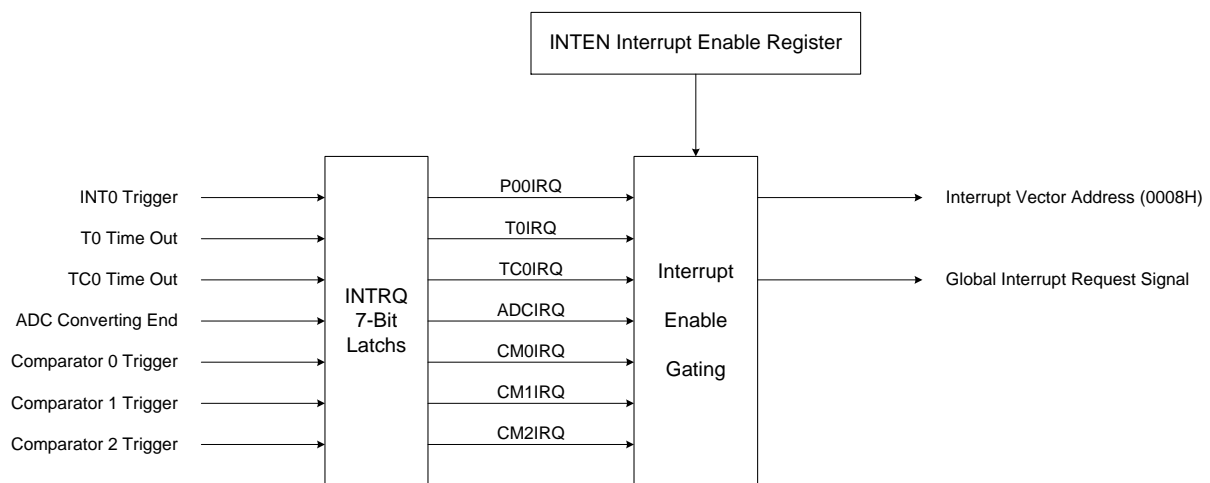 INTEN Interrupt Enable Register
INT0 Trigger
T0 Time Out
TC0 Time Out
ADC Converting End
Comparator 0 Trigger
Comparator 1 Trigger
Comparator 2 Trigger
INTRQ
7-Bit
Latchs
P00IRQ
T0IRQ
TC0IRQ
ADCIRQ
CM0IRQ
CM1IRQ
CM2IRQ
Interrupt
Enable
Gating
Interrupt Vector Address (0008H)
Global Interrupt Request Signal